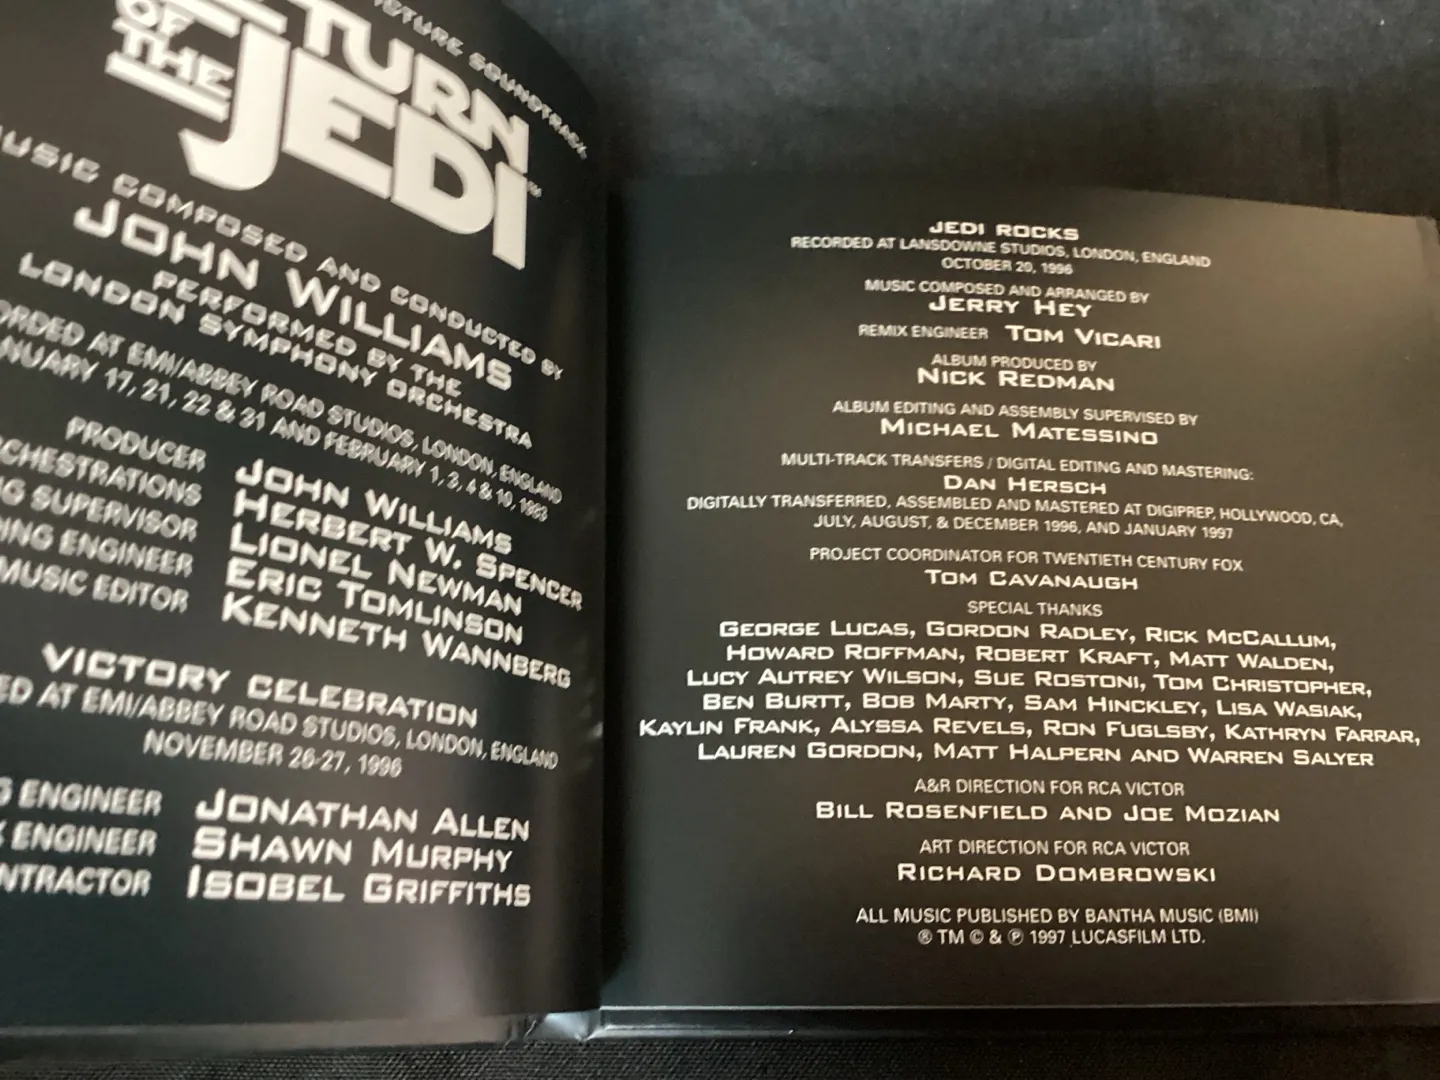 PICTURE SOUNDTRACK
OF THE
JEDI
MUSIC COMPOSED AND CONDUCTED BY
JOHN WILLIAMS
PERFORMED BY THE
LONDON SYMPHONY ORCHESTRA
AT EMI/ABBEY ROAD STUDIOS, LONDON, ENGLAND
17, 21, 22 & 31 AND FEBRUARY 1, 3, 4 & 10, 1983
PRODUCER JOHN WILLIAMS
HERBERT W. SPENCER
SUPERVISOR LIONEL NEWMAN
ENGINEER ERIC TOMLINSON
MUSIC EDITOR KENNETH WANNBERG
VICTORY CELEBRATION
AT EMI/ABBEY ROAD STUDIOS, LONDON, ENGLAND
NOVEMBER 26-27, 1996
ENGINEER JONATHAN ALLEN
ENGINEER SHAWN MURPHY
ISOBEL GRIFFITHS
JEDI ROCKS
RECORDED AT LANSDOWNE STUDIOS, LONDON, ENGLAND
OCTOBER 20, 1996
MUSIC COMPOSED AND ARRANGED BY
JERRY HEY
REMIX ENGINEER TOM VICARI
ALBUM PRODUCED BY
NICK REDMAN
ALBUM EDITING AND ASSEMBLY SUPERVISED BY
MICHAEL MATESSINO
MULTI-TRACK TRANSFERS / DIGITAL EDITING AND MASTERING:
DAN HERSCH
DIGITALLY TRANSFERRED, ASSEMBLED AND MASTERED AT DIGIPREP, HOLLYWOOD, CA,
JULY, AUGUST, & DECEMBER 1996, AND JANUARY 1997
PROJECT COORDINATOR FOR TWENTIETH CENTURY FOX
TOM CAVANAUGH
SPECIAL THANKS
GEORGE LUCAS, GORDON RADLEY, RICK MCCALLUM,
HOWARD ROFFMAN, ROBERT KRAFT, MATT WALDEN,
LUCY AUTREY WILSON, SUE ROSTONI, TOM CHRISTOPHER,
BEN BURTT, BOB MARTY, SAM HINCKLEY, LISA WASIAK,
KAYLIN FRANK, ALYSSA REVELS, RON FUGLSBY, KATHRYN FARRAR,
LAUREN GORDON, MATT HALPERN AND WARREN SALYER
A&R DIRECTION FOR RCA VICTOR
BILL ROSENFIELD AND JOE MOZIAN
ART DIRECTION FOR RCA VICTOR
RICHARD DOMBROWSKI
ALL MUSIC PUBLISHED BY BANTHA MUSIC (BMI)
® TM © & ℗ 1997 LUCASFILM LTD.